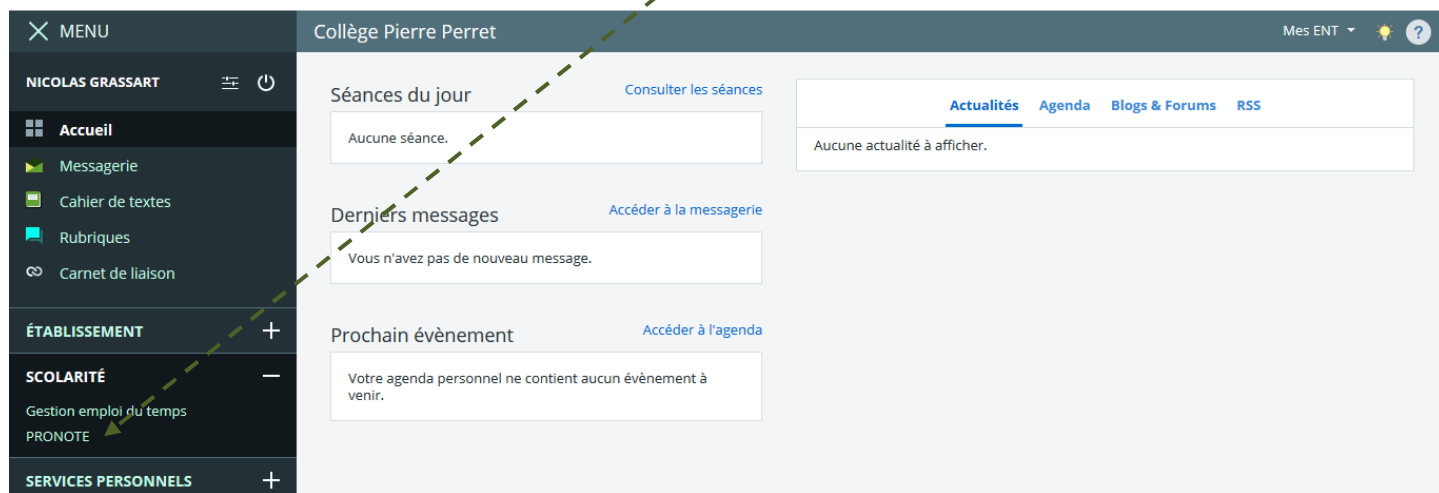 MENU
Collège Pierre Perret
Mes ENT
?
NICOLAS GRASSART
Accueil
Messagerie
Cahier de textes
Rubriques
Carnet de liaison
ÉTABLISSEMENT
SCOLARITÉ
Gestion emploi du temps
PRONOTE
SERVICES PERSONNELS
Séances du jour
Consulter les séances
Aucune séance.
Derniers messages
Accéder à la messagerie
Vous n'avez pas de nouveau message.
Prochain évènement
Accéder à l'agenda
Votre agenda personnel ne contient aucun évènement à
venir.
Actualités Agenda Blogs & Forums RSS
Aucune actualité à afficher.